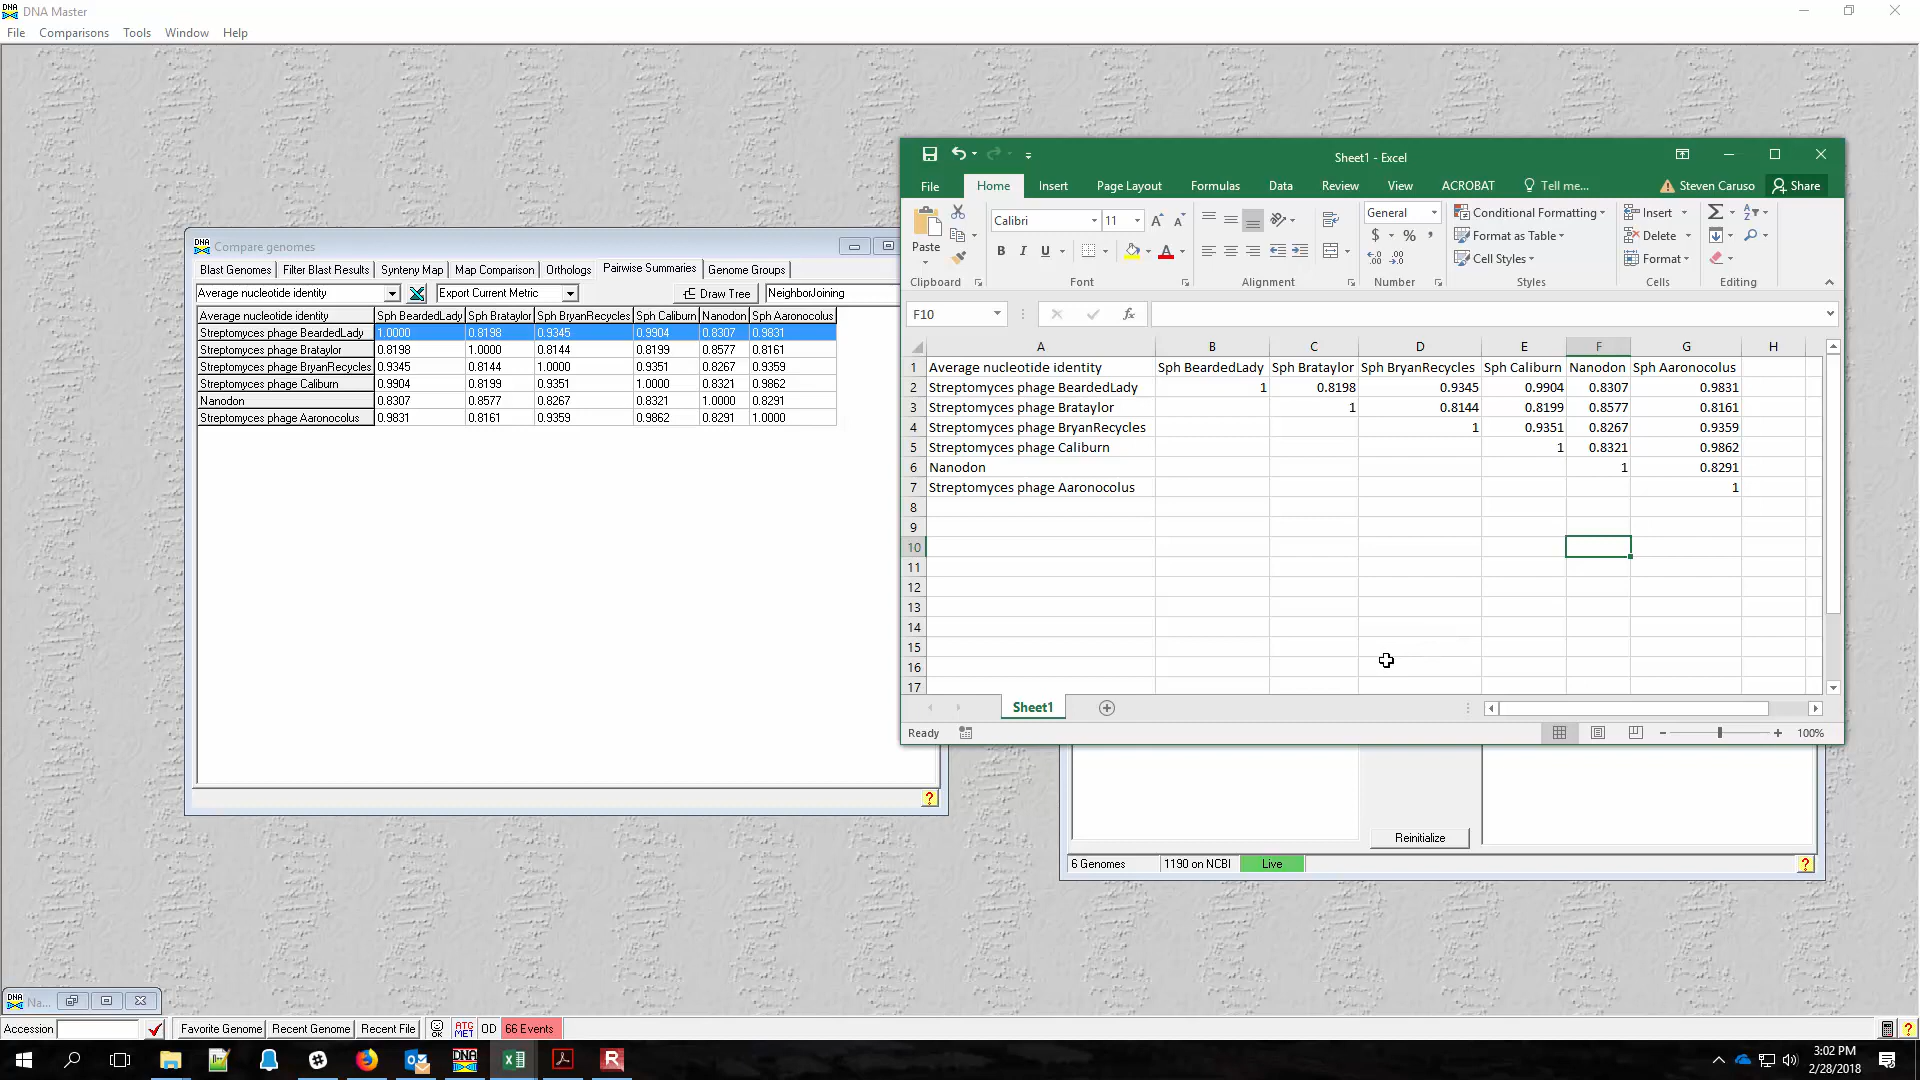 DNA Master
File Comparisons Tools Window Help
Sheet1 - Excel
File Home Insert Page Layout Formulas Data Review View ACROBAT Tell me... Steven Caruso Share
Paste Calibri 11 General Conditional Formatting Insert
B I U $ % Format as Table Delete
Cell Styles Format
Clipboard Font Alignment Number Styles Cells Editing
F10 fx
A B C D E F G H
1 Average nucleotide identity Sph BeardedLady Sph Brataylor Sph BryanRecycles Sph Caliburn Nanodon Sph Aaronocolus
2 Streptomyces phage BeardedLady 1 0.8198 0.9345 0.9904 0.8307 0.9831
3 Streptomyces phage Brataylor 1 0.8144 0.8199 0.8577 0.8161
4 Streptomyces phage BryanRecycles 1 0.9351 0.8267 0.9359
5 Streptomyces phage Caliburn 1 0.8321 0.9862
6 Nanodon 1 0.8291
7 Streptomyces phage Aaronocolus 1
8
9
10
11
12
13
14
15
16
17
Sheet1
Ready 100%
Compare genomes
Blast Genomes Filter Blast Results Synteny Map Map Comparison Orthologs Pairwise Summaries Genome Groups
Average nucleotide identity Export Current Metric Draw Tree NeighborJoining
Average nucleotide identity Sph BeardedLady Sph Brataylor Sph BryanRecycles Sph Caliburn Nanodon Sph Aaronocolus
Streptomyces phage BeardedLady 1.0000 0.8198 0.9345 0.9904 0.8307 0.9831
Streptomyces phage Brataylor 0.8198 1.0000 0.8144 0.8199 0.8577 0.8161
Streptomyces phage BryanRecycles 0.9345 0.8144 1.0000 0.9351 0.8267 0.9359
Streptomyces phage Caliburn 0.9904 0.8199 0.9351 1.0000 0.8321 0.9862
Nanodon 0.8307 0.8577 0.8267 0.8321 1.0000 0.8291
Streptomyces phage Aaronocolus 0.9831 0.8161 0.9359 0.9862 0.8291 1.0000
?
Reinitialize
6 Genomes 1190 on NCBI Live ?
DNA Na...
Accession Favorite Genome Recent Genome Recent File OK ATG MET OD 66 Events ?
3:02 PM
2/28/2018